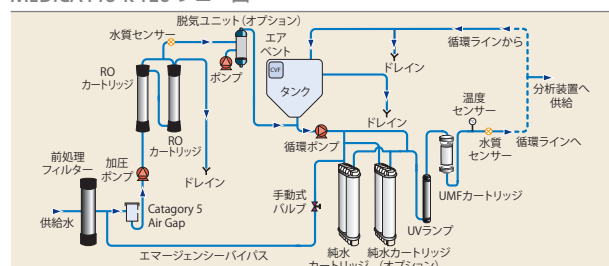 脱気ユニット(オプション)
水質センサー
エア
ベント
循環ラインから
RO
カートリッジ
ポンプ
CVF
タンク
ドレイン
分析装置へ
供給
温度
センサー
ドレイン
循環ポンプ
水質
センサー
循環ラインへ
RO
カートリッジ
前処理
フィルター
加圧
ポンプ
ドレイン
手動式
バルブ
UMFカートリッジ
供給水
Catagory 5
Air Gap
UVランプ
エマージェンシーバイパス
純水
純水カートリッジ
カートリッジ
(オプション)